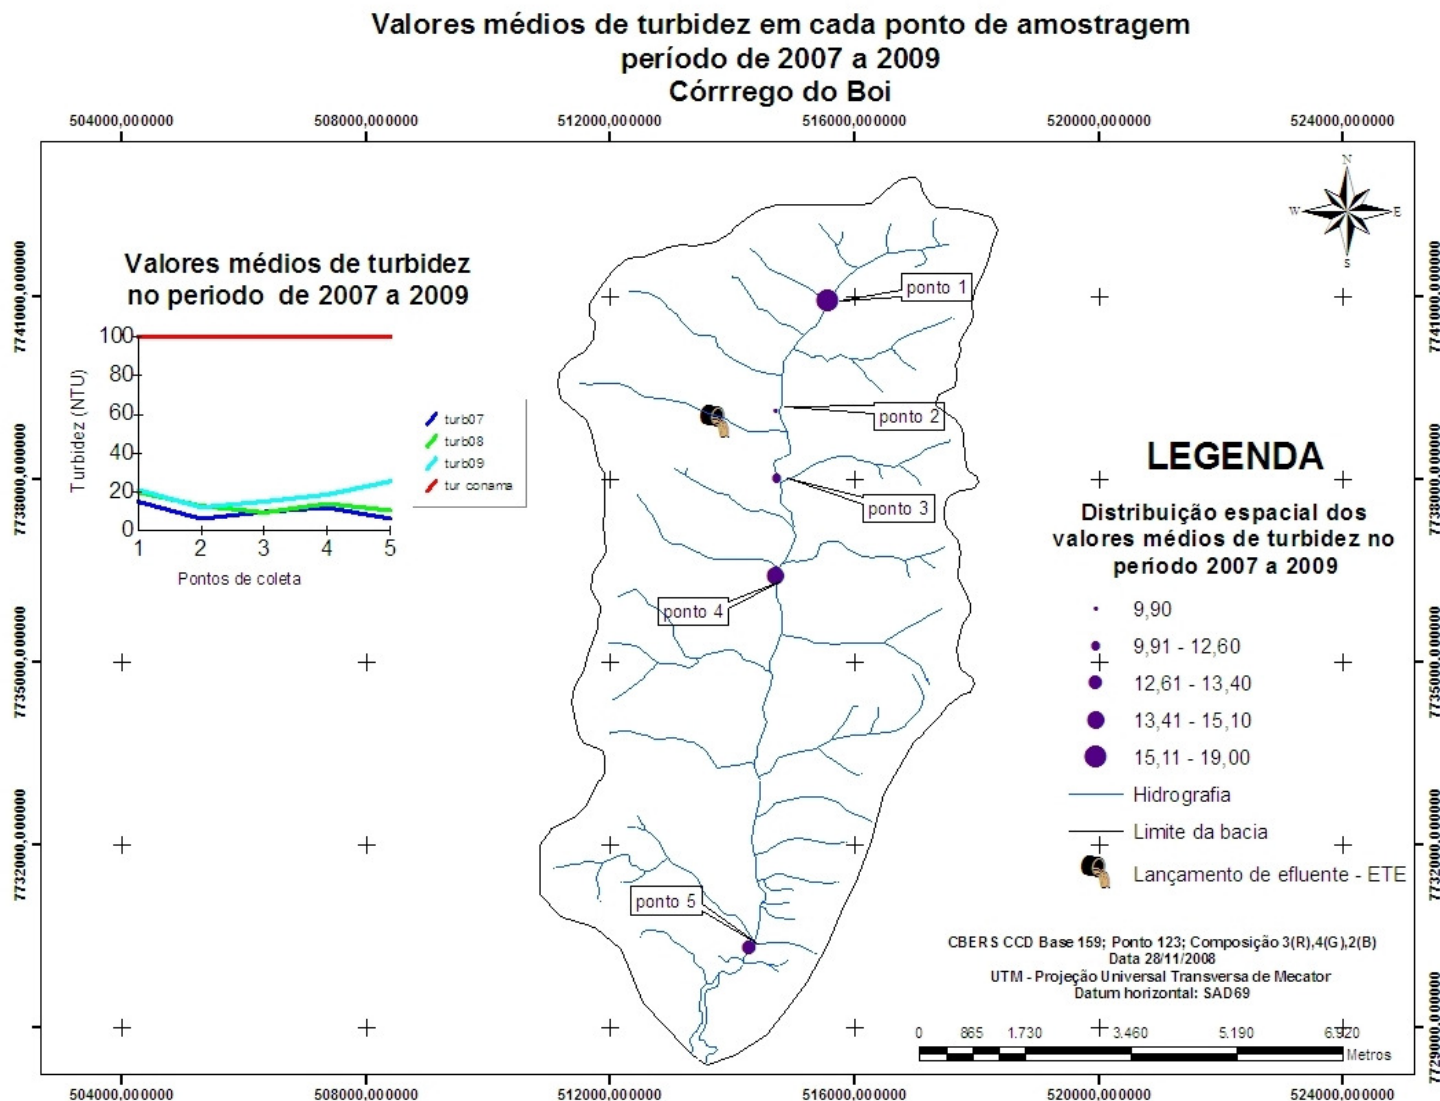 Valores médios de turbidez em cada ponto de amostragem
período de 2007 a 2009
Córrrego do Boi
504000,000000 508000,000000 512000,000000 516000,000000 520000,000000 524000,000000
7741000,000000
7738000,000000
7735000,000000
7732000,000000
N
W E
S
Valores médios de turbidez
no periodo de 2007 a 2009
Turbidez (NTU)
100
80
60
40
20
0
1 2 3 4 5
Pontos de coleta
turb07
turb08
turb09
tur conama
ponto 1
ponto 2
ponto 3
ponto 4
ponto 5
LEGENDA
Distribuição espacial dos
valores médios de turbidez no
período 2007 a 2009
9,90
9,91 - 12,60
12,61 - 13,40
13,41 - 15,10
15,11 - 19,00
Hidrografia
Limite da bacia
Lançamento de efluente - ETE
CBERS CCD Base 159; Ponto 123; Composição 3(R),4(G),2(B)
Data 28/11/2008
UTM - Projeção Universal Transversa de Mecator
Datum horizontal: SAD69
0 865 1.730 3.460 5.190 6.920
Metros
7741000,000000
7738000,000000
7735000,000000
7732000,000000
7729000,000000
504000,000000 508000,000000 512000,000000 516000,000000 520000,000000 524000,000000